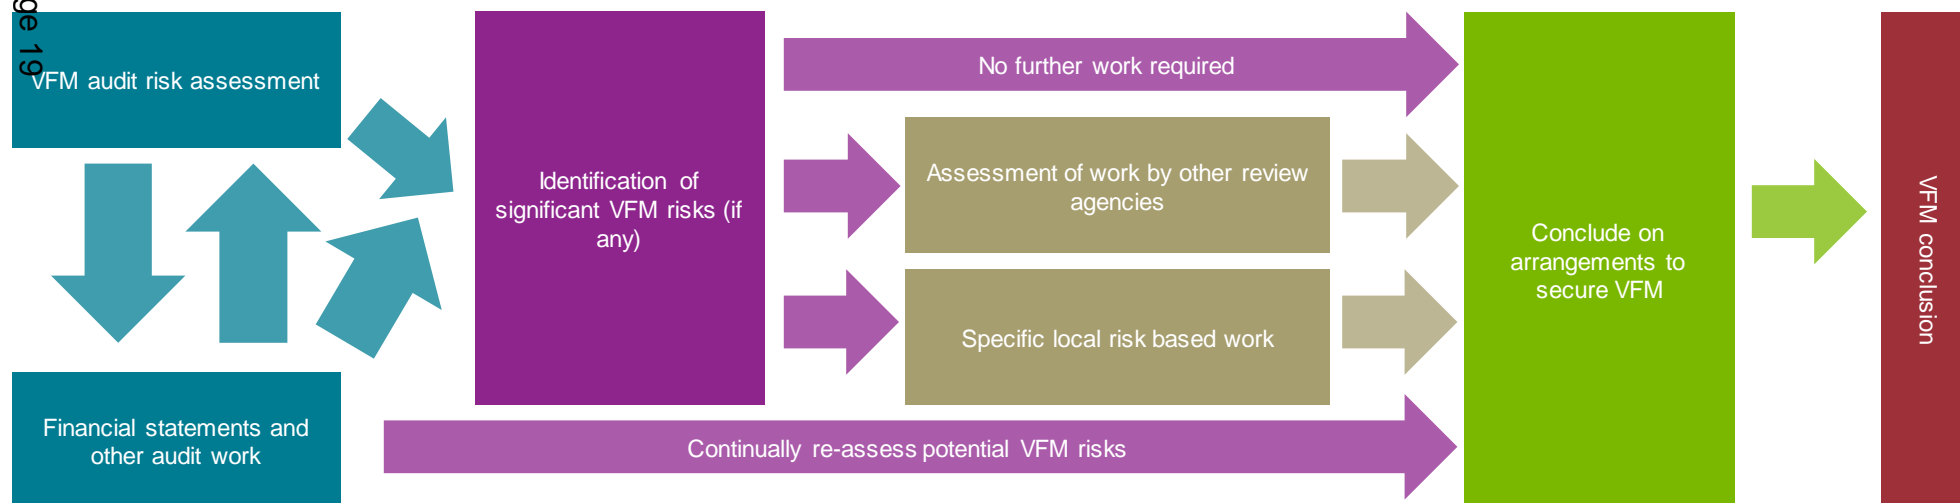 ge 19
VFM audit risk assessment
Financial statements and
other audit work
Identification of
significant VFM risks (if
any)
No further work required
Assessment of work by other review
agencies
Specific local risk based work
Continually re-assess potential VFM risks
Conclude on
arrangements to
secure VFM
VFM conclusion